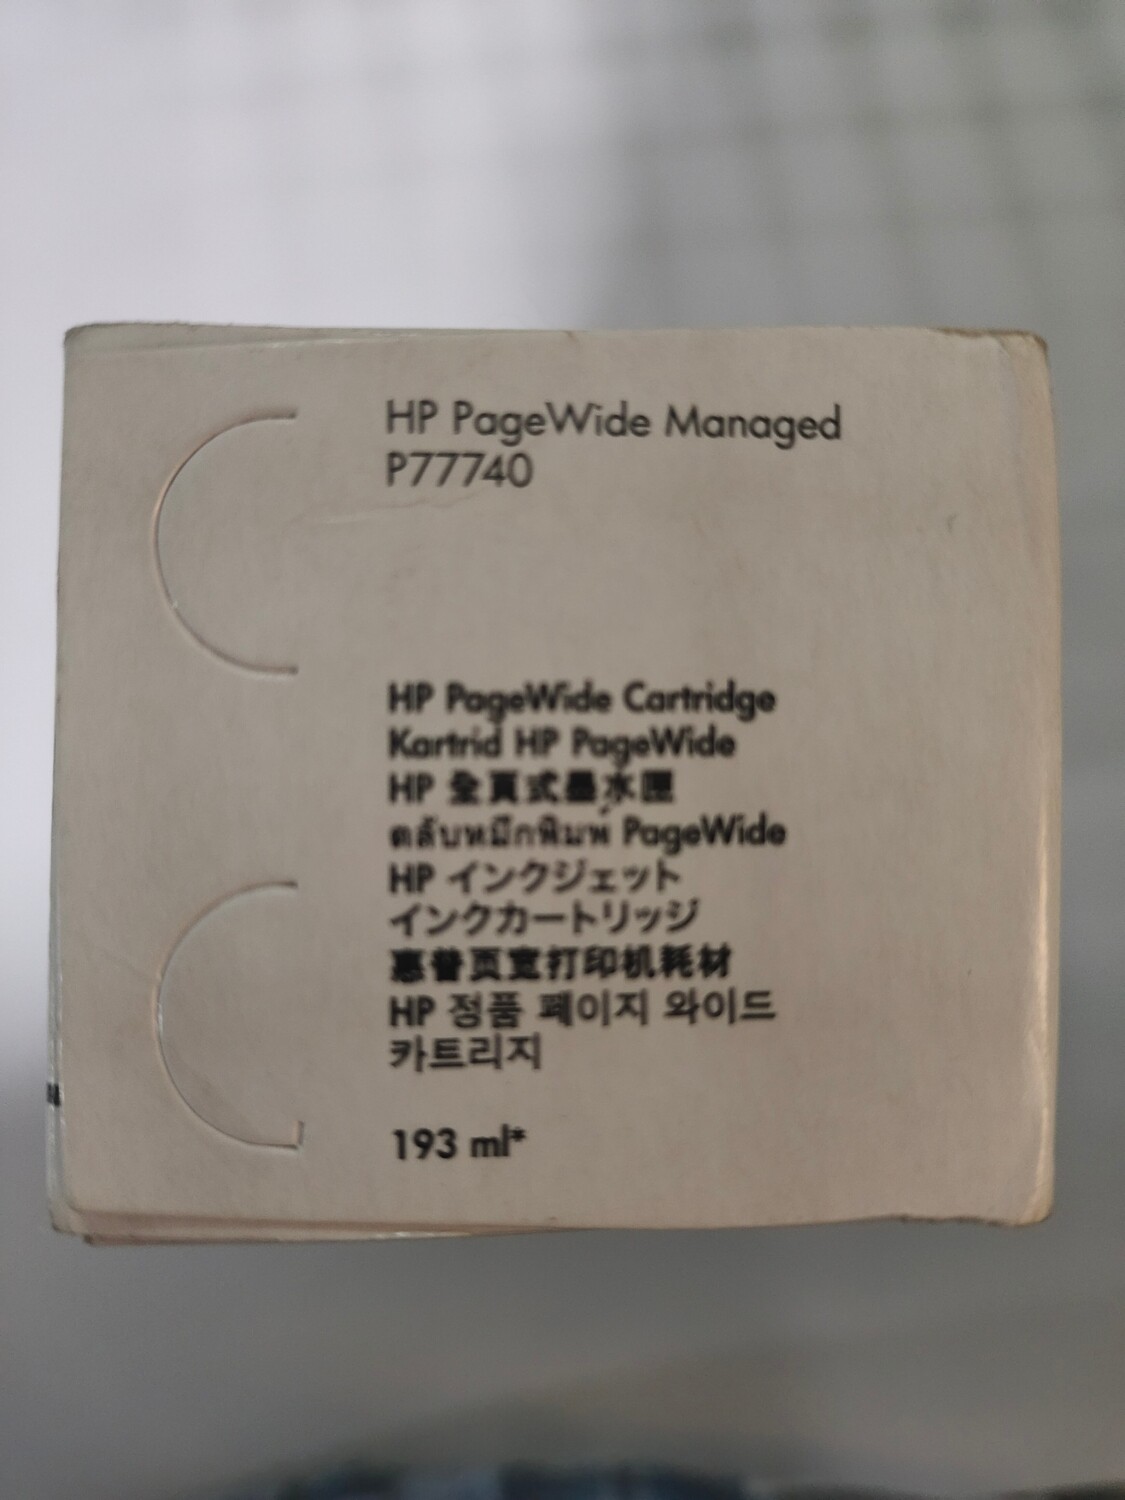 HP PageWide Managed
P77740
HP PageWide Cartridge
Kartrid HP PageWide
HP 全頁式墨水匣
ตลับหมึกพิมพ์ PageWide
HP インクジェット
インクカートリッジ
惠普页宽打印机耗材
HP 정품 페이지 와이드
카트리지
193 ml*